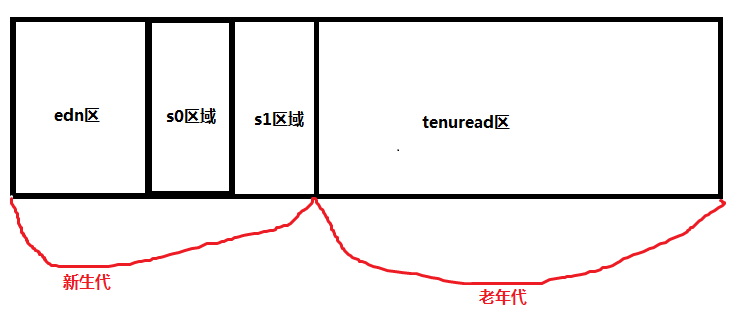 edn区
s0区域
s1区域
tenuread区
新生代
老年代